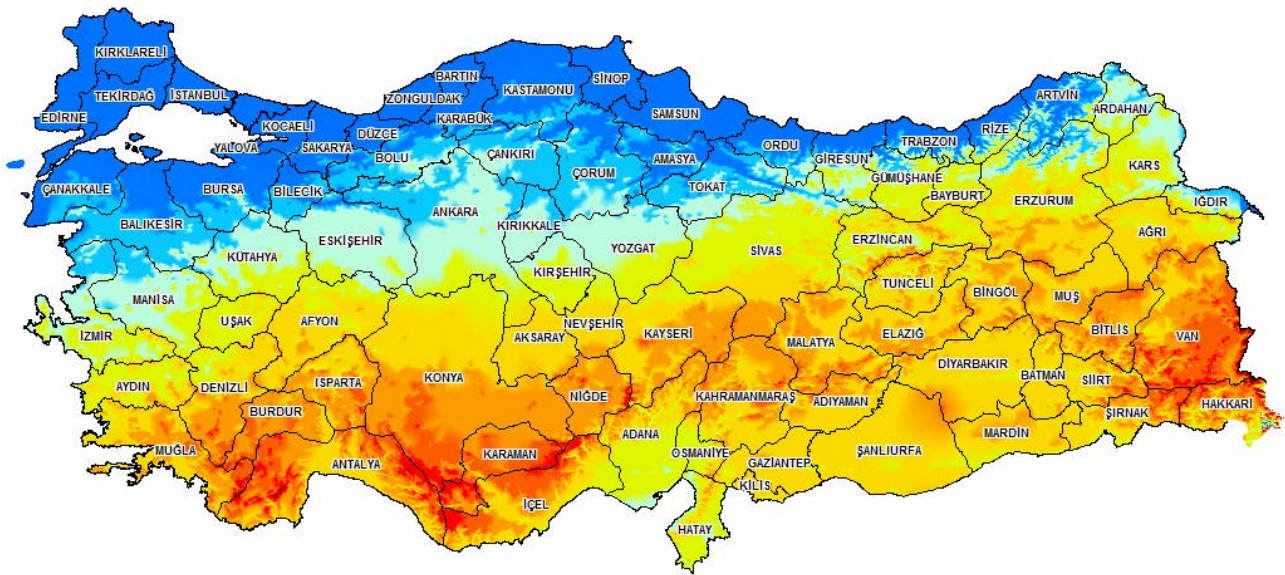 KIRKLARELİ
TEKİRDAĞ
İSTANBUL
EDİRNE
KOCAELİ
YALOVA
SAKARYA
DÜZCE
ZONGULDAK
BARTIN
KARABÜK
KASTAMONU
SİNOP
SAMSUN
BOLU
ÇANKIRI
ÇORUM
AMASYA
TOKAT
ORDU
GİRESUN
TRABZON
RİZE
ARTVİN
ARDAHAN
KARS
GÜMÜŞHANE
BAYBURT
ERZURUM
IĞDIR
AĞRI
ÇANAKKALE
BURSA
BİLECİK
BALIKESİR
KÜTAHYA
ESKİŞEHİR
ANKARA
KIRIKKALE
YOZGAT
SİVAS
ERZİNCAN
KIRŞEHİR
TUNCELİ
BİNGÖL
MUŞ
BİTLİS
VAN
MANİSA
İZMİR
UŞAK
AFYON
AKSARAY
NEVŞEHİR
KAYSERİ
MALATYA
ELAZIĞ
DİYARBAKIR
BATMAN
SİİRT
AYDIN
DENİZLİ
ISPARTA
KONYA
NİĞDE
KAHRAMANMARAŞ
ADIYAMAN
ŞIRNAK
HAKKARİ
BURDUR
MUĞLA
ANTALYA
KARAMAN
ADANA
OSMANİYE
GAZİANTEP
ŞANLIURFA
MARDİN
KİLİS
İÇEL
HATAY